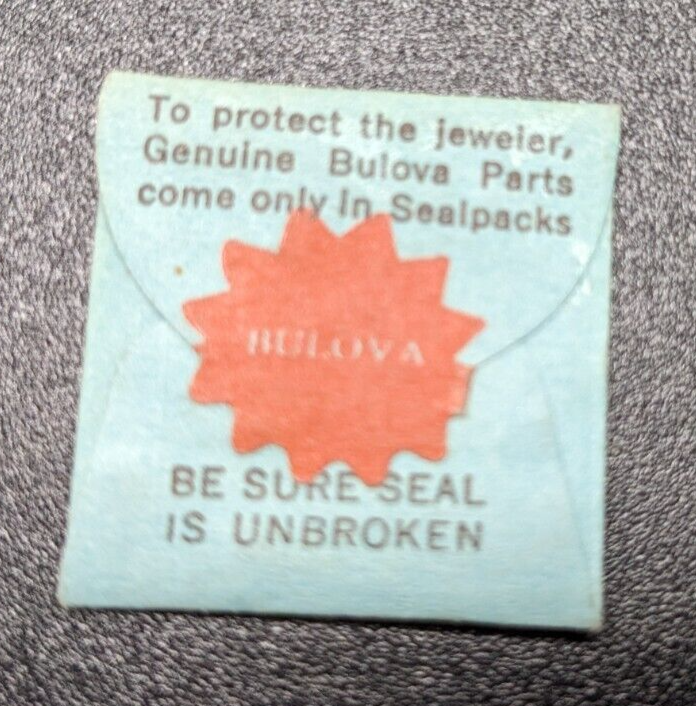 To protect the jeweler,
Genuine Bulova Parts
come only in Sealpacks
BULOVA
BE SURE SEAL
IS UNBROKEN